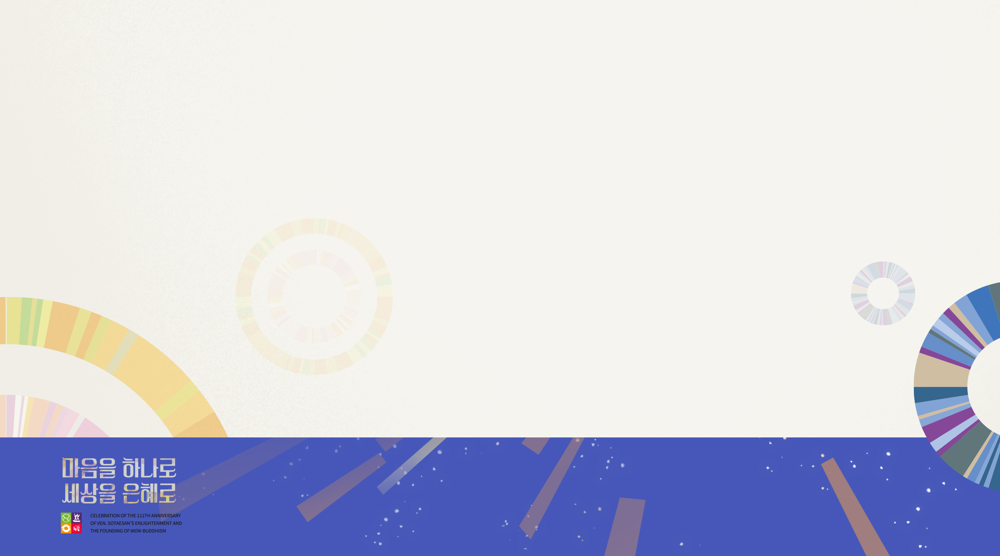 마음을 하나로
세상을 은혜로
CELEBRATION OF THE 111TH ANNIVERSARY
OF VEN. SOTAESAN'S ENLIGHTENMENT AND
THE FOUNDING OF WON-BUDDHISM